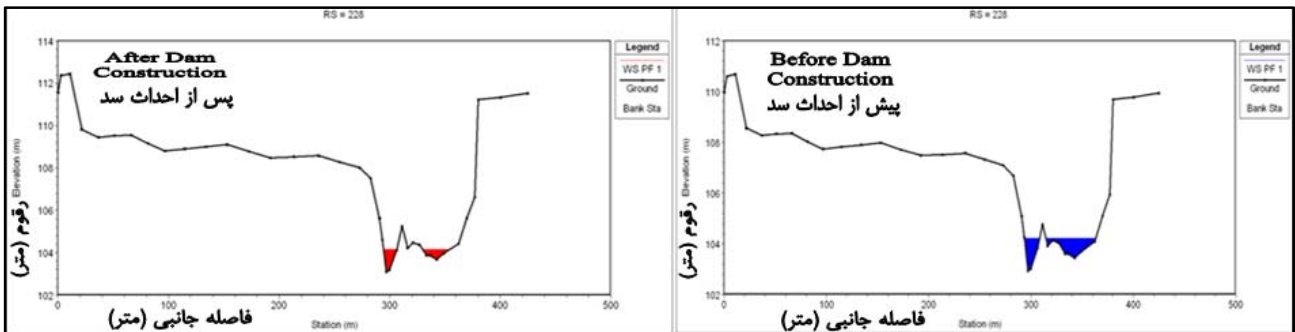 RS = 228
After Dam
Construction
پس از احداث سد
Legend
WS PF 1
Ground
Bank Sta
114
112
110
108
106
104
102
رقوم (متر)
Elevation (m)
0
100
200
300
400
500
فاصله جانبی (متر)
Station (m)
RS = 228
Before Dam
Construction
پیش از احداث سد
Legend
WS PF 1
Ground
Bank Sta
112
110
108
106
104
102
رقوم (متر)
Elevation (m)
0
100
200
300
400
500
فاصله جانبی (متر)
Station (m)